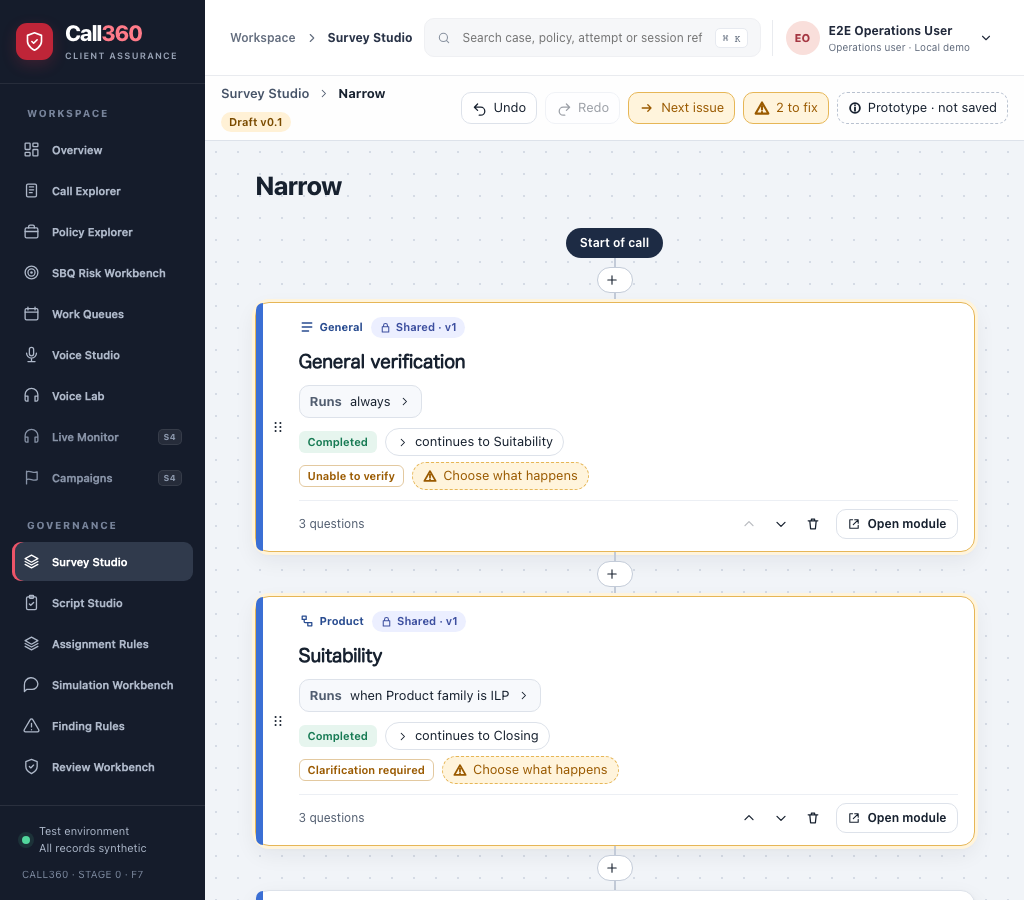 Call360
CLIENT ASSURANCE
WORKSPACE
Overview
Call Explorer
Policy Explorer
SBQ Risk Workbench
Work Queues
Voice Studio
Voice Lab
Live Monitor S4
Campaigns S4
GOVERNANCE
Survey Studio
Script Studio
Assignment Rules
Simulation Workbench
Finding Rules
Review Workbench
Test environment
All records synthetic
CALL360 · STAGE 0 · F7
Workspace > Survey Studio
Search case, policy, attempt or session ref ⌘ K
EO
E2E Operations User
Operations user · Local demo
Survey Studio > Narrow
Draft v0.1
Undo
Redo
Next issue
2 to fix
Prototype · not saved
Narrow
Start of call
+
General
Shared · v1
General verification
Runs always >
Completed > continues to Suitability
Unable to verify Choose what happens
3 questions
Open module
+
Product
Shared · v1
Suitability
Runs when Product family is ILP >
Completed > continues to Closing
Clarification required Choose what happens
3 questions
Open module
+